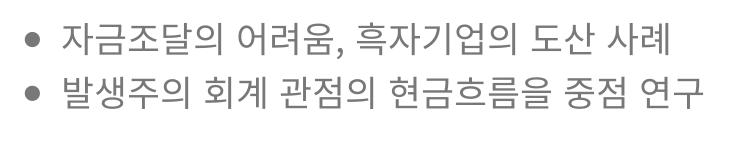 • 자금조달의 어려움, 흑자기업의 도산 사례
• 발생주의 회계 관점의 현금흐름을 중점 연구